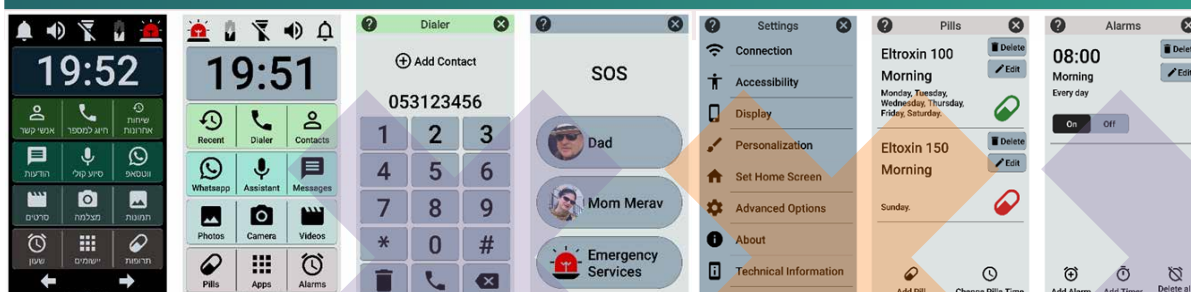 19:52
אנשי קשר
חיוג למספר
שיחות
אחרונות
הודעות
סיוע קולי
ווטסאפ
סרטים
מצלמה
תמונות
שעון
יישומים
תרופות
19:51
Recent
Dialer
Contacts
Whatsapp
Assistant
Messages
Photos
Camera
Videos
Pills
Apps
Alarms
Dialer
Add Contact
053123456
1 2 3
4 5 6
7 8 9
* 0 #
SOS
Dad
Mom Merav
Emergency
Services
Settings
Connection
Accessibility
Display
Personalization
Set Home Screen
Advanced Options
About
Technical Information
Pills
Eltroxin 100
Delete
Morning
Edit
Monday, Tuesday,
Wednesday, Thursday,
Friday, Saturday.
Eltoxin 150
Delete
Morning
Edit
Sunday.
Add Pill
Change Pills Time
Alarms
08:00
Delete
Morning
Edit
Every day
On Off
Add Alarm
Add Timer
Delete all